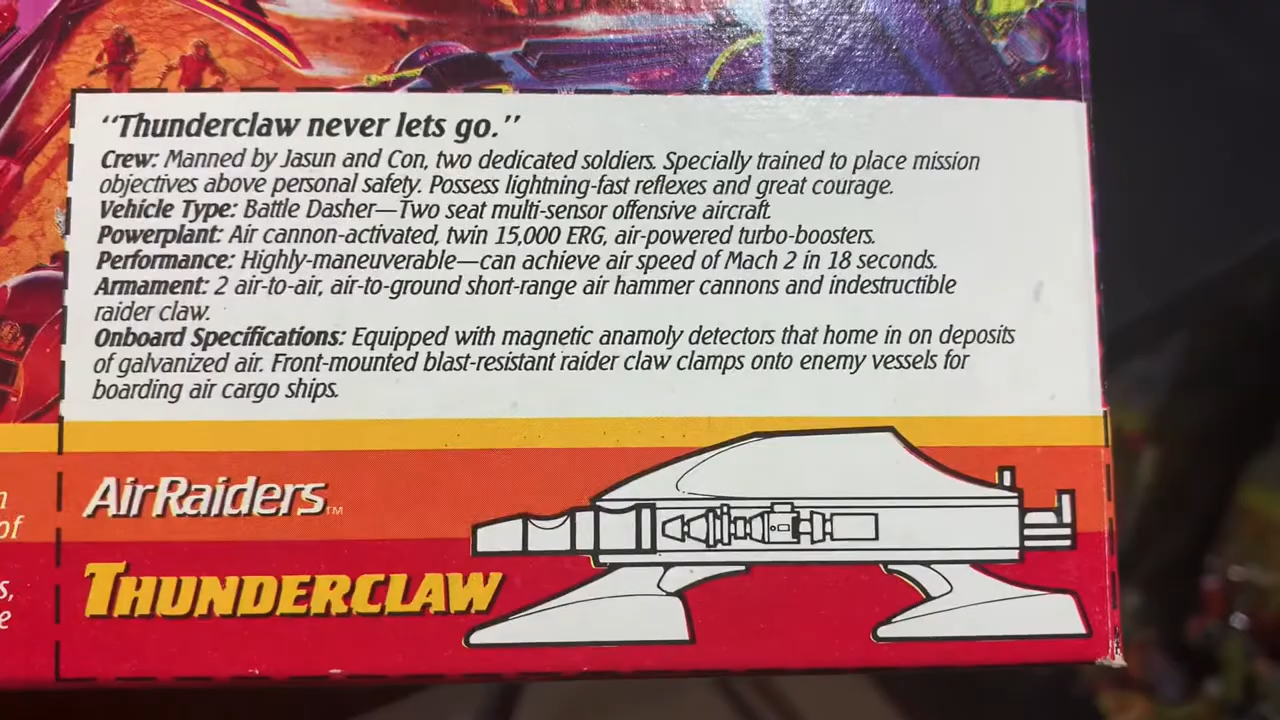 “Thunderclaw never lets go.”
Crew: Manned by Jasun and Con, two dedicated soldiers. Specially trained to place mission
objectives above personal safety. Possess lightning-fast reflexes and great courage.
Vehicle Type: Battle Dasher—Two seat multi-sensor offensive aircraft.
Powerplant: Air cannon-activated, twin 15,000 ERG, air-powered turbo-boosters.
Performance: Highly-maneuverable—can achieve air speed of Mach 2 in 18 seconds.
Armament: 2 air-to-air, air-to-ground short-range air hammer cannons and indestructible
raider claw.
Onboard Specifications: Equipped with magnetic anamoly detectors that home in on deposits
of galvanized air. Front-mounted blast-resistant raider claw clamps onto enemy vessels for
boarding air cargo ships.
of
AirRaiders™
THUNDERCLAW